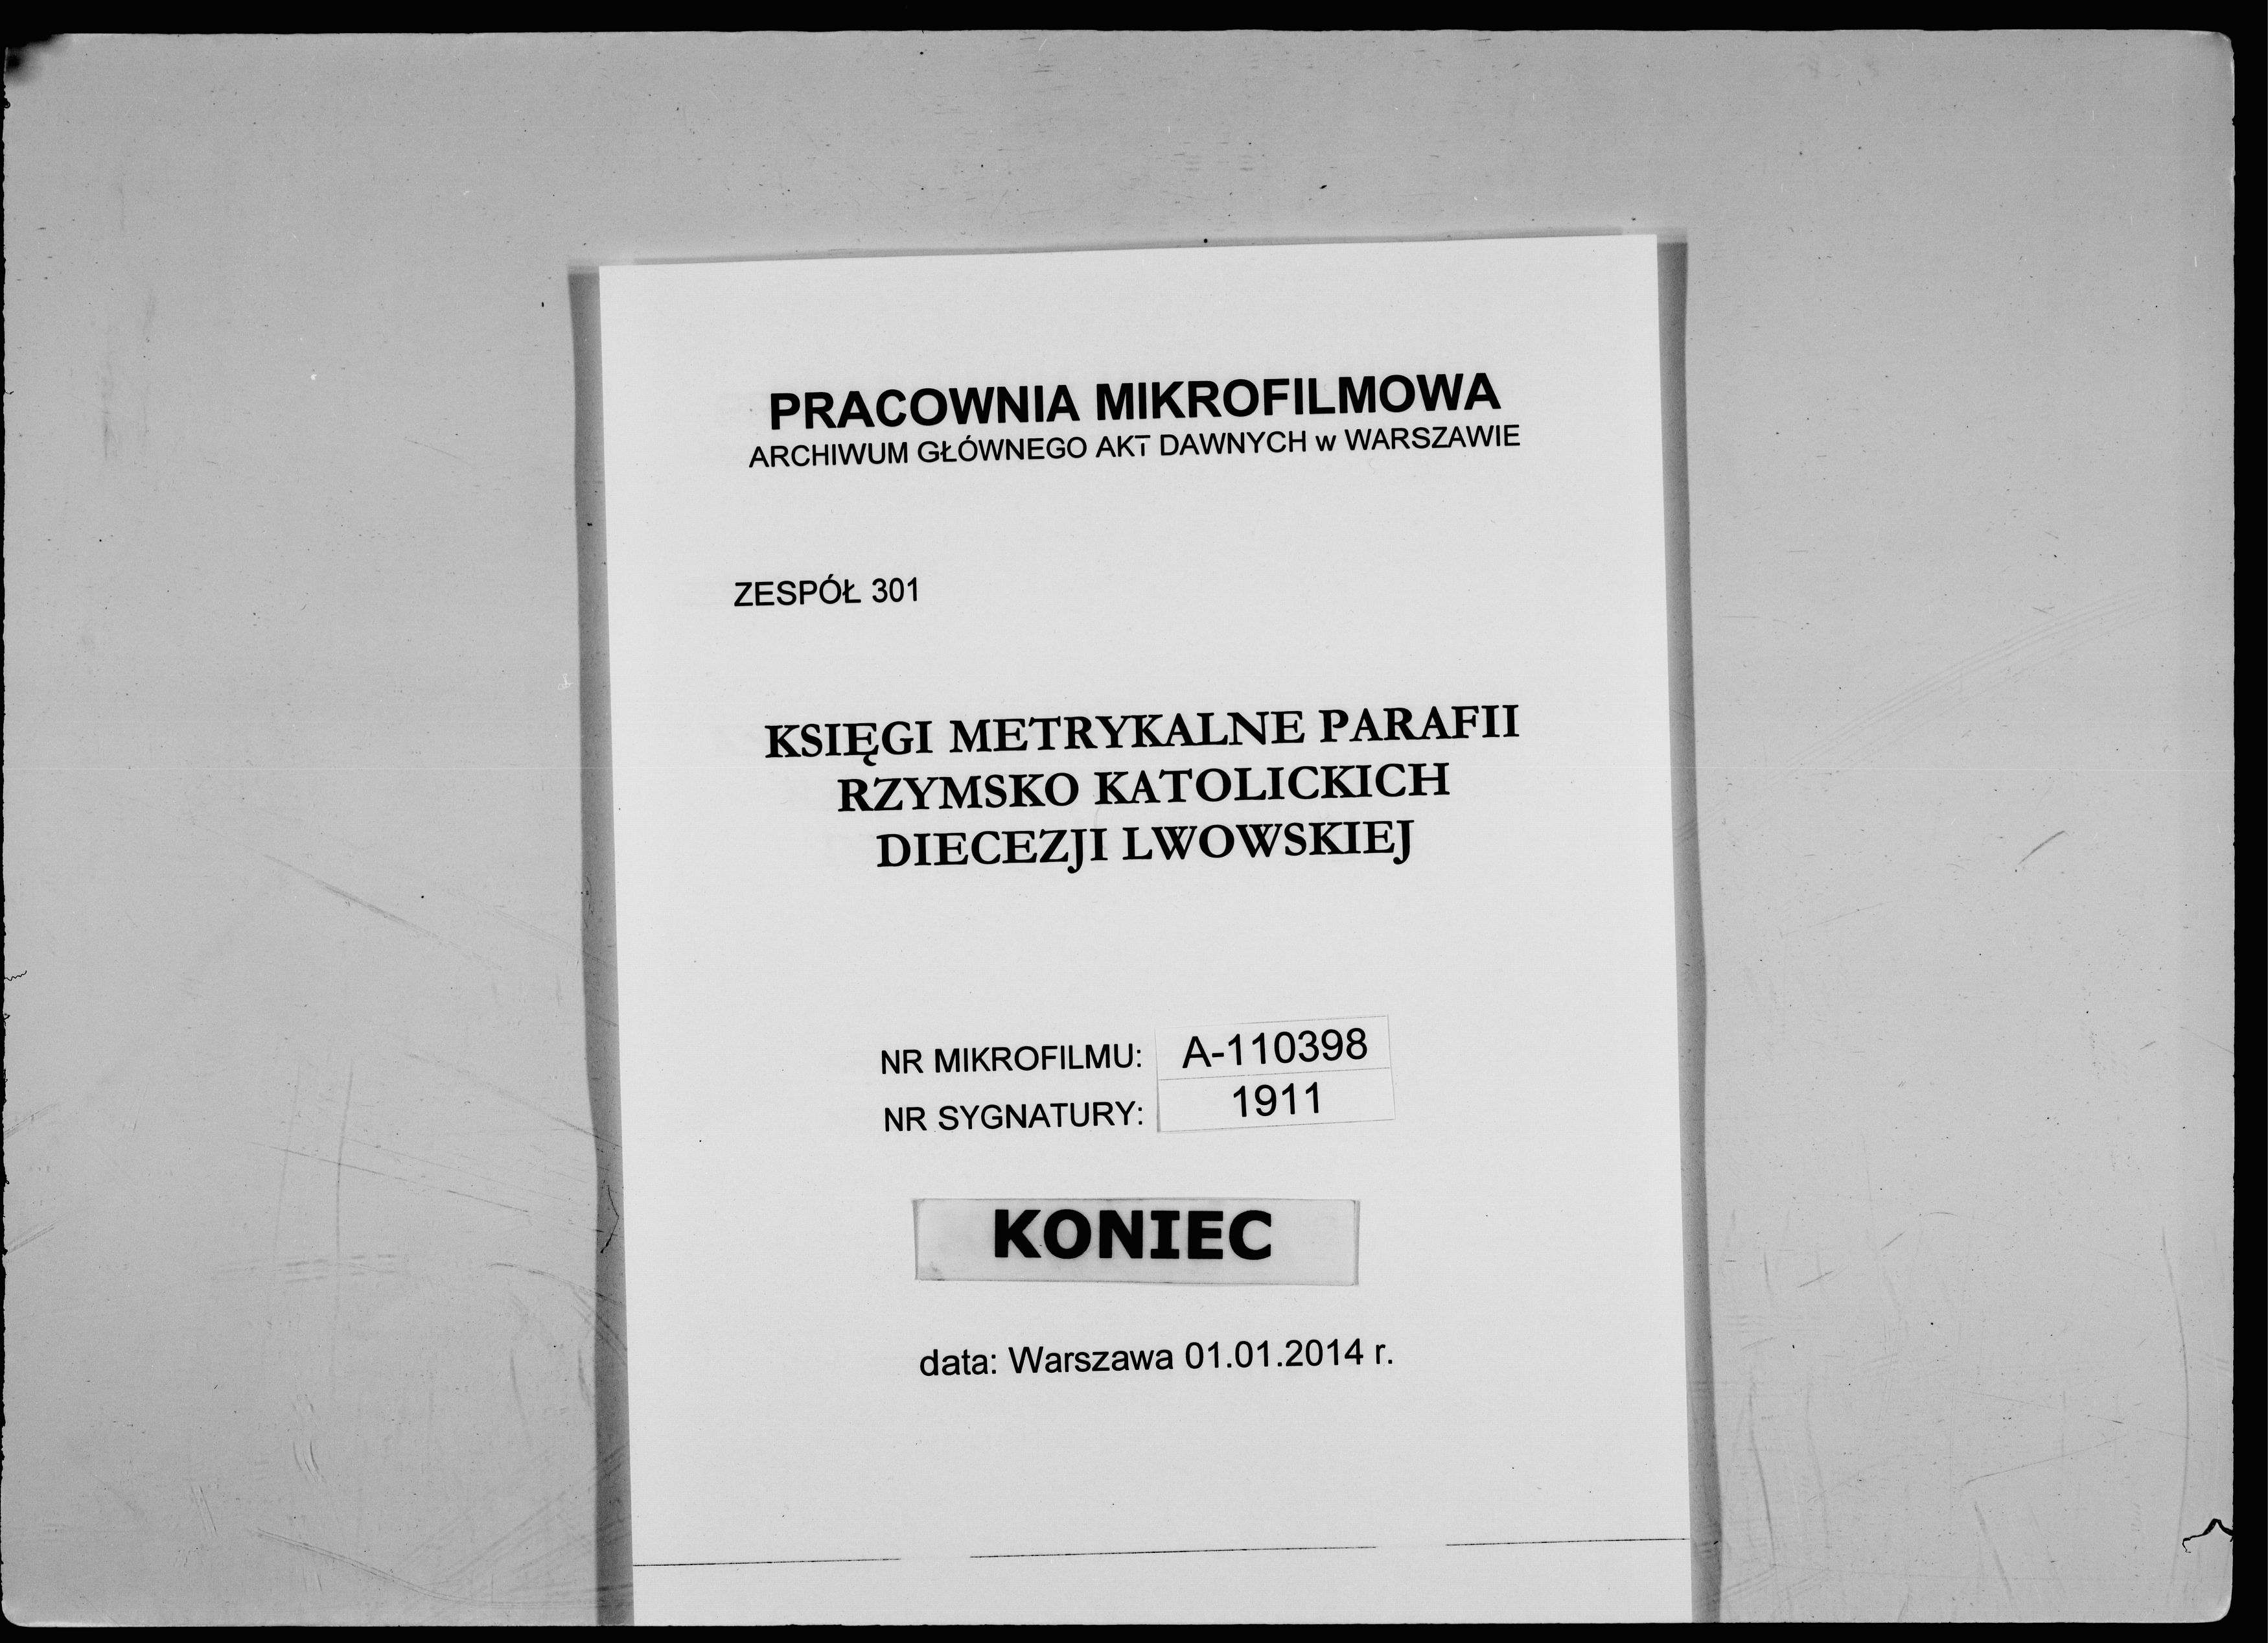 PRACOWNIA MIKROFILMOWA
ARCHIWUM GŁÓWNEGO AKT DAWNYCH w WARSZAWIE
ZESPÓŁ 301
KSIĘGI METRYKALNE PARAFII
RZYMSKO KATOLICKICH
DIECEZJI LWOWSKIEJ
NR MIKROFILMU: A-110398
NR SYGNATURY: 1911
KONIEC
data: Warszawa 01.01.2014 r.